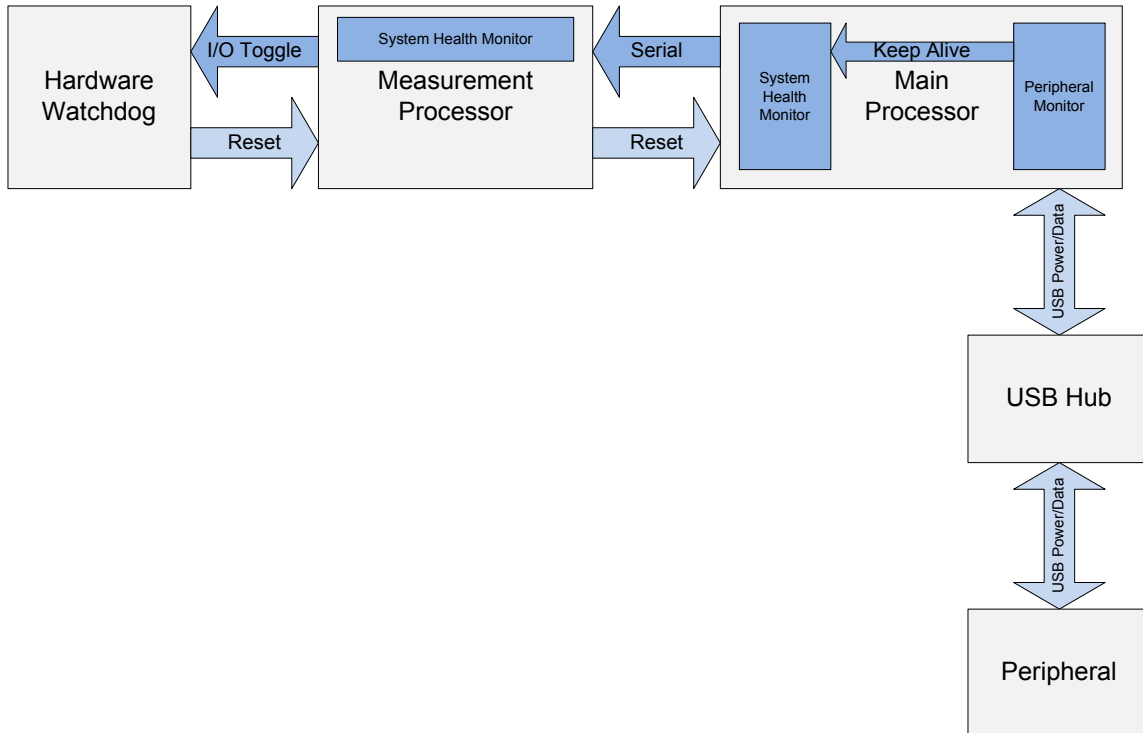 Hardware
Watchdog
I/O Toggle
Reset
System Health Monitor
Measurement
Processor
Serial
Reset
System
Health
Monitor
Keep Alive
Main
Processor
Peripheral
Monitor
USB Power/Data
USB Hub
USB Power/Data
Peripheral